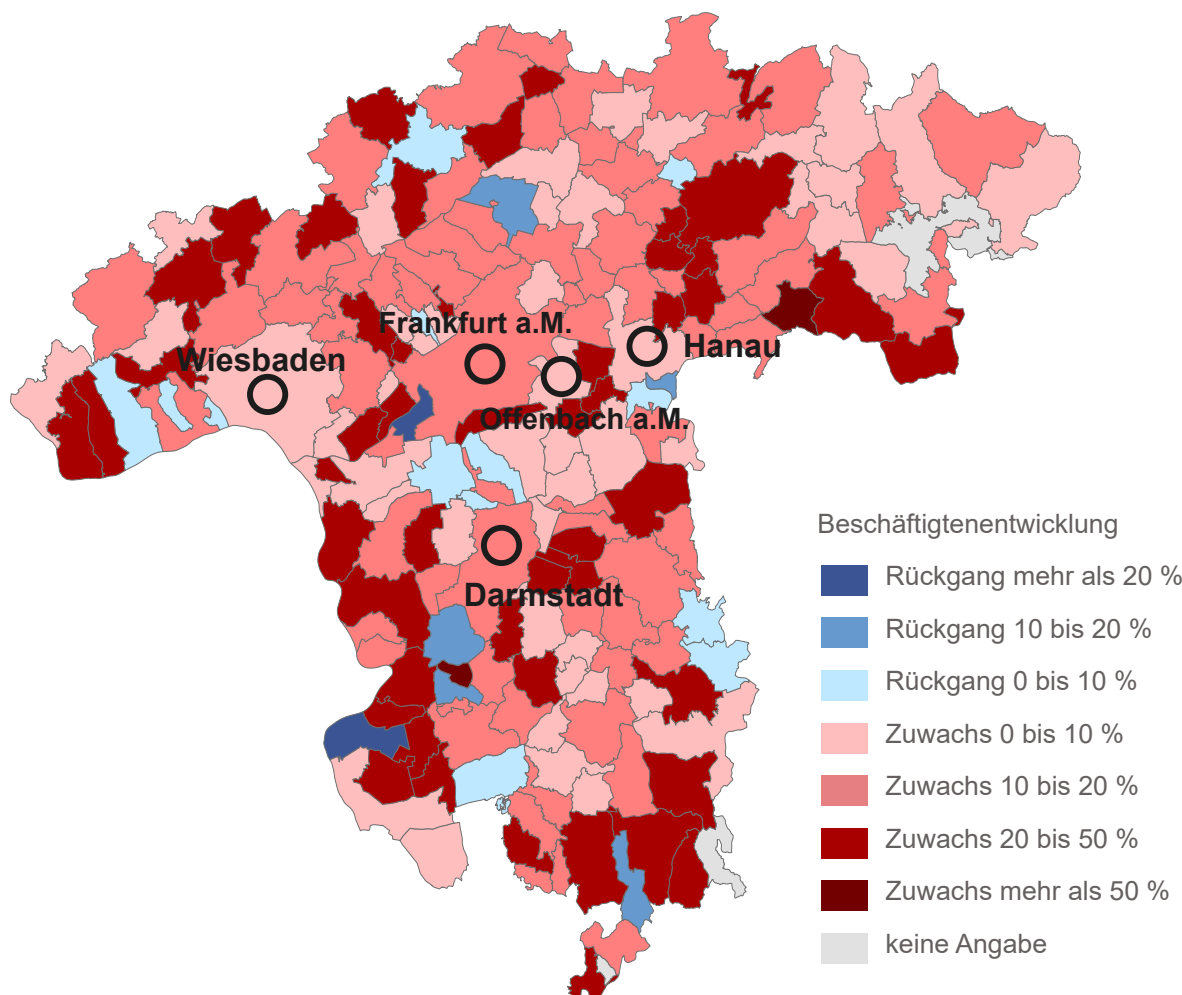 Frankfurt a.M.
Hanau
Wiesbaden
Offenbach a.M.
Darmstadt
Beschäftigtenentwicklung
Rückgang mehr als 20 %
Rückgang 10 bis 20 %
Rückgang 0 bis 10 %
Zuwachs 0 bis 10 %
Zuwachs 10 bis 20 %
Zuwachs 20 bis 50 %
Zuwachs mehr als 50 %
keine Angabe